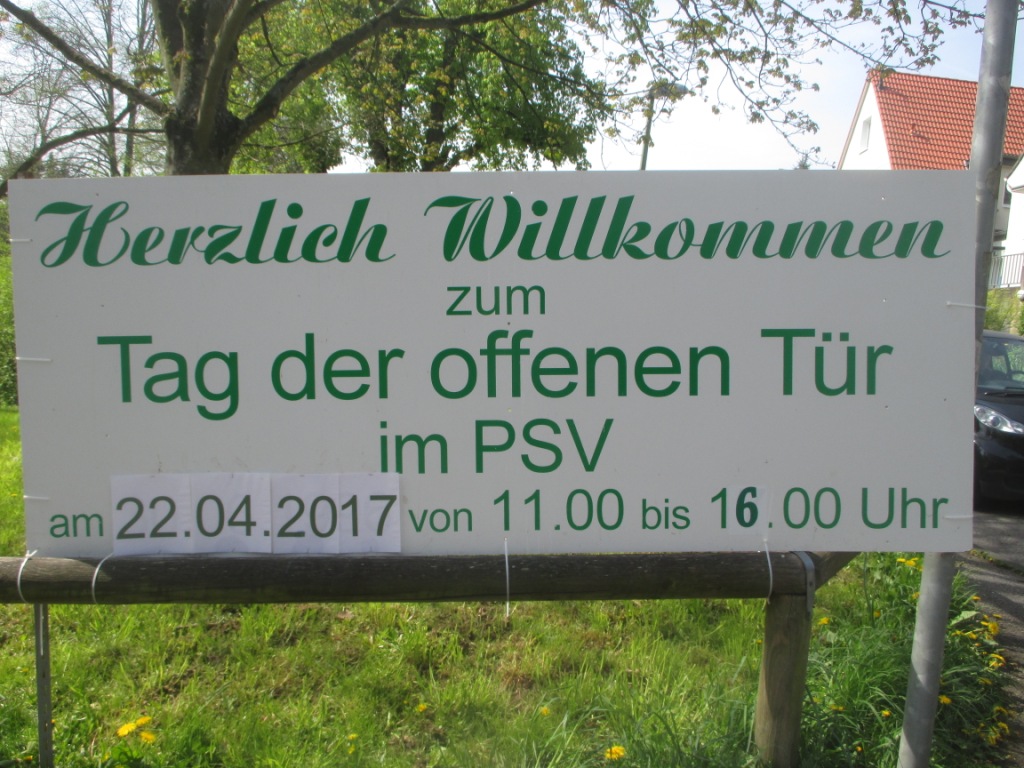 Herzlich Willkommen
zum
Tag der offenen Tür
im PSV
am 22.04.2017 von 11.00 bis 16.00 Uhr